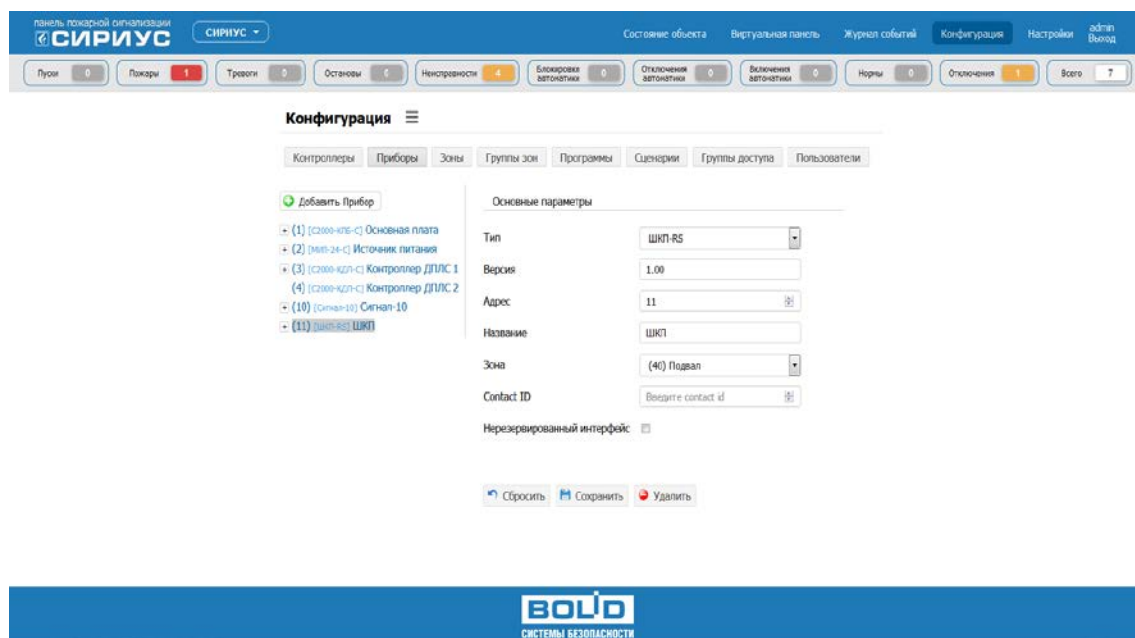 панель пожарной сигнализации
СИРИУС
СИРИУС
Состояние объекта Виртуальная панель Журнал событий Конфигурация Настройки admin
Выход
Пуски 0 Пожары 1 Тревоги 0 Остановы 0 Неисправности 4 Блокировка автоматики 0 Отключения автоматики 0 Включения автоматики 0 Нормы 0 Отключения 1 Всего 7
Конфигурация
Контроллеры Приборы Зоны Группы зон Программы Сценарии Группы доступа Пользователи
Добавить Прибор
(1) [С2000-КПБ-С] Основная плата
(2) [МИП-24-С] Источник питания
(3) [С2000-КДЛ-С] Контроллер ДПЛС 1
(4) [С2000-КДЛ-С] Контроллер ДПЛС 2
(10) [Сигнал-10] Сигнал-10
(11) [ШКП-RS] ШКП
Основные параметры
Тип ШКП-RS
Версия 1.00
Адрес 11
Название ШКП
Зона (40) Подвал
Contact ID Введите contact id
Нерезервированный интерфейс
Сбросить Сохранить Удалить
BOLID
СИСТЕМЫ БЕЗОПАСНОСТИ